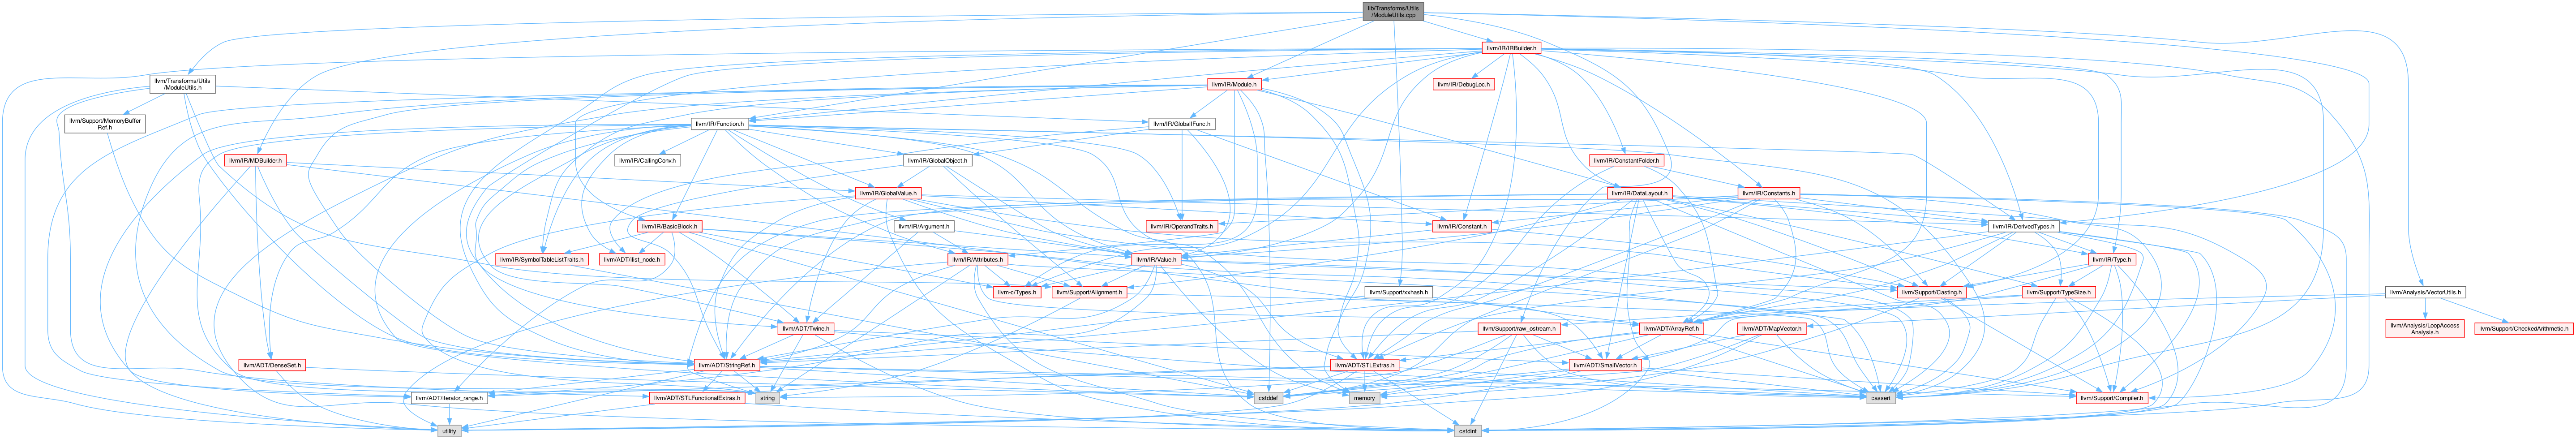 lib/Transforms/Utils
/ModuleUtils.cpp
llvm/IR/IRBuilder.h
llvm/Transforms/Utils
/ModuleUtils.h
llvm/IR/Module.h
llvm/IR/DebugLoc.h
llvm/Support/MemoryBuffer
Ref.h
llvm/IR/Function.h
llvm/IR/GlobalIFunc.h
llvm/IR/MDBuilder.h
llvm/IR/CallingConv.h
llvm/IR/GlobalObject.h
llvm/IR/ConstantFolder.h
llvm/IR/GlobalValue.h
llvm/IR/DataLayout.h
llvm/IR/Constants.h
llvm/IR/BasicBlock.h
llvm/IR/Argument.h
llvm/IR/OperandTraits.h
llvm/IR/Constant.h
llvm/IR/DerivedTypes.h
llvm/IR/SymbolTableListTraits.h
llvm/ADT/ilist_node.h
llvm/IR/Attributes.h
llvm/IR/Value.h
llvm/IR/Type.h
llvm-c/Types.h
llvm/Support/Alignment.h
llvm/Support/xxhash.h
llvm/Support/Casting.h
llvm/Support/TypeSize.h
llvm/Analysis/VectorUtils.h
llvm/ADT/Twine.h
llvm/Support/raw_ostream.h
llvm/ADT/ArrayRef.h
llvm/ADT/MapVector.h
llvm/Analysis/LoopAccess
Analysis.h
llvm/Support/CheckedArithmetic.h
llvm/ADT/DenseSet.h
llvm/ADT/StringRef.h
llvm/ADT/STLExtras.h
llvm/ADT/SmallVector.h
llvm/ADT/iterator_range.h
llvm/ADT/STLFunctionalExtras.h
string
cstddef
memory
cassert
llvm/Support/Compiler.h
utility
cstdint